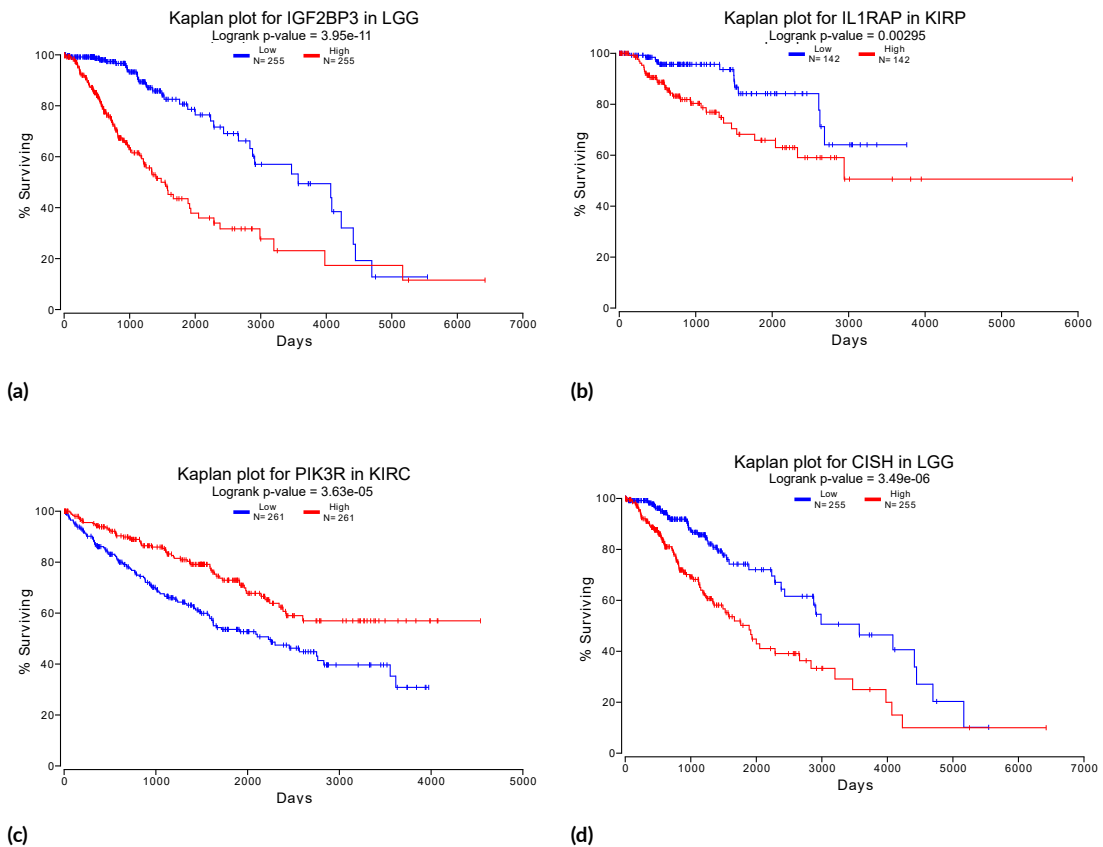 Kaplan plot for IGF2BP3 in LGG
Logrank p-value = 3.95e-11
Low High
N= 255 N= 255
100
80
60
40
20
0
% Surviving
0 1000 2000 3000 4000 5000 6000 7000
Days
(a)
Kaplan plot for IL1RAP in KIRP
Logrank p-value = 0.00295
Low High
N= 142 N= 142
100
80
60
40
20
0
% Surviving
0 1000 2000 3000 4000 5000 6000
Days
(b)
Kaplan plot for PIK3R in KIRC
Logrank p-value = 3.63e-05
Low High
N= 261 N= 261
100
80
60
40
20
0
% Surviving
0 1000 2000 3000 4000 5000
Days
(c)
Kaplan plot for CISH in LGG
Logrank p-value = 3.49e-06
Low High
N= 255 N= 255
100
80
60
40
20
0
% Surviving
0 1000 2000 3000 4000 5000 6000 7000
Days
(d)